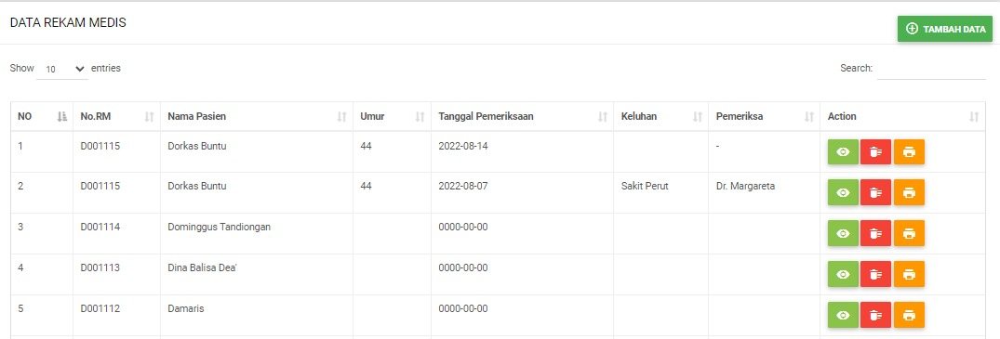 DATA REKAM MEDIS
TAMBAH DATA
Show 10 entries Search:
NO No.RM Nama Pasien Umur Tanggal Pemeriksaan Keluhan Pemeriksa Action
1 D001115 Dorkas Buntu 44 2022-08-14 -
2 D001115 Dorkas Buntu 44 2022-08-07 Sakit Perut Dr. Margareta
3 D001114 Dominggus Tandiongan 0000-00-00
4 D001113 Dina Balisa Dea' 0000-00-00
5 D001112 Damaris 0000-00-00